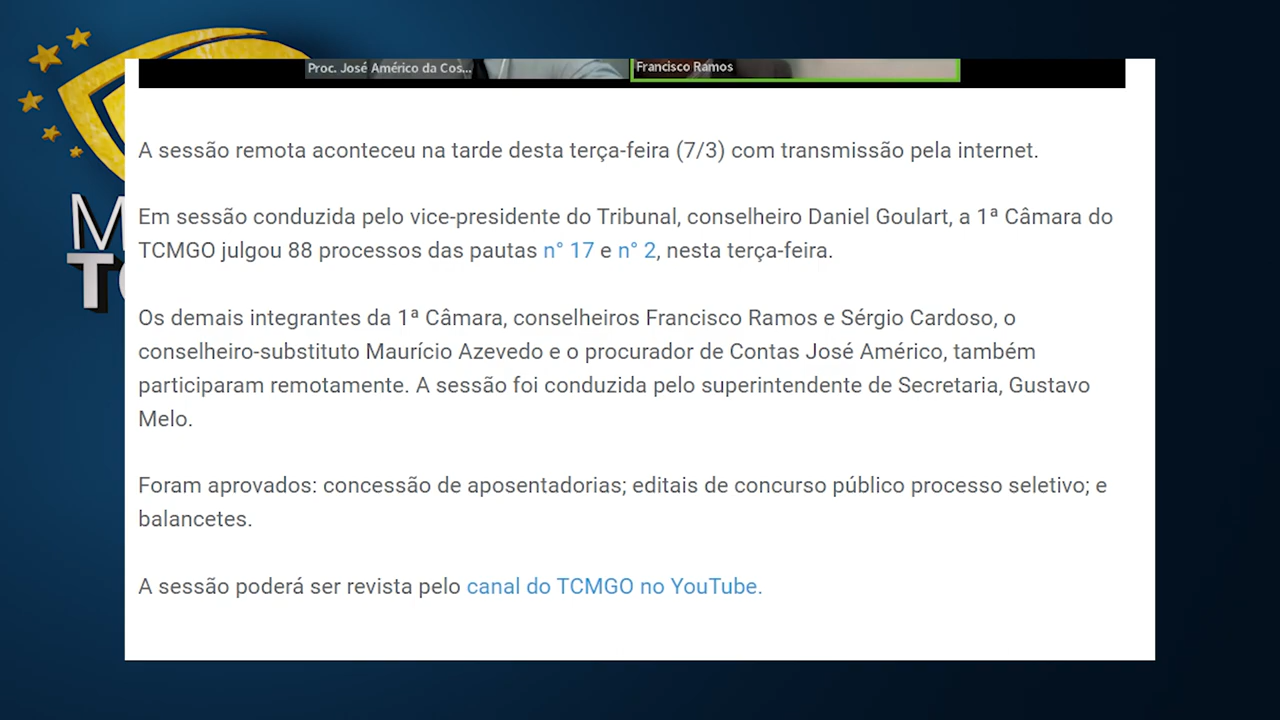 Proc. José Américo da Cos...
Francisco Ramos
A sessão remota aconteceu na tarde desta terça-feira (7/3) com transmissão pela internet.
Em sessão conduzida pelo vice-presidente do Tribunal, conselheiro Daniel Goulart, a 1ª Câmara do
TCMGO julgou 88 processos das pautas n° 17 e n° 2, nesta terça-feira.
Os demais integrantes da 1ª Câmara, conselheiros Francisco Ramos e Sérgio Cardoso, o
conselheiro-substituto Maurício Azevedo e o procurador de Contas José Américo, também
participaram remotamente. A sessão foi conduzida pelo superintendente de Secretaria, Gustavo
Melo.
Foram aprovados: concessão de aposentadorias; editais de concurso público processo seletivo; e
balancetes.
A sessão poderá ser revista pelo canal do TCMGO no YouTube.